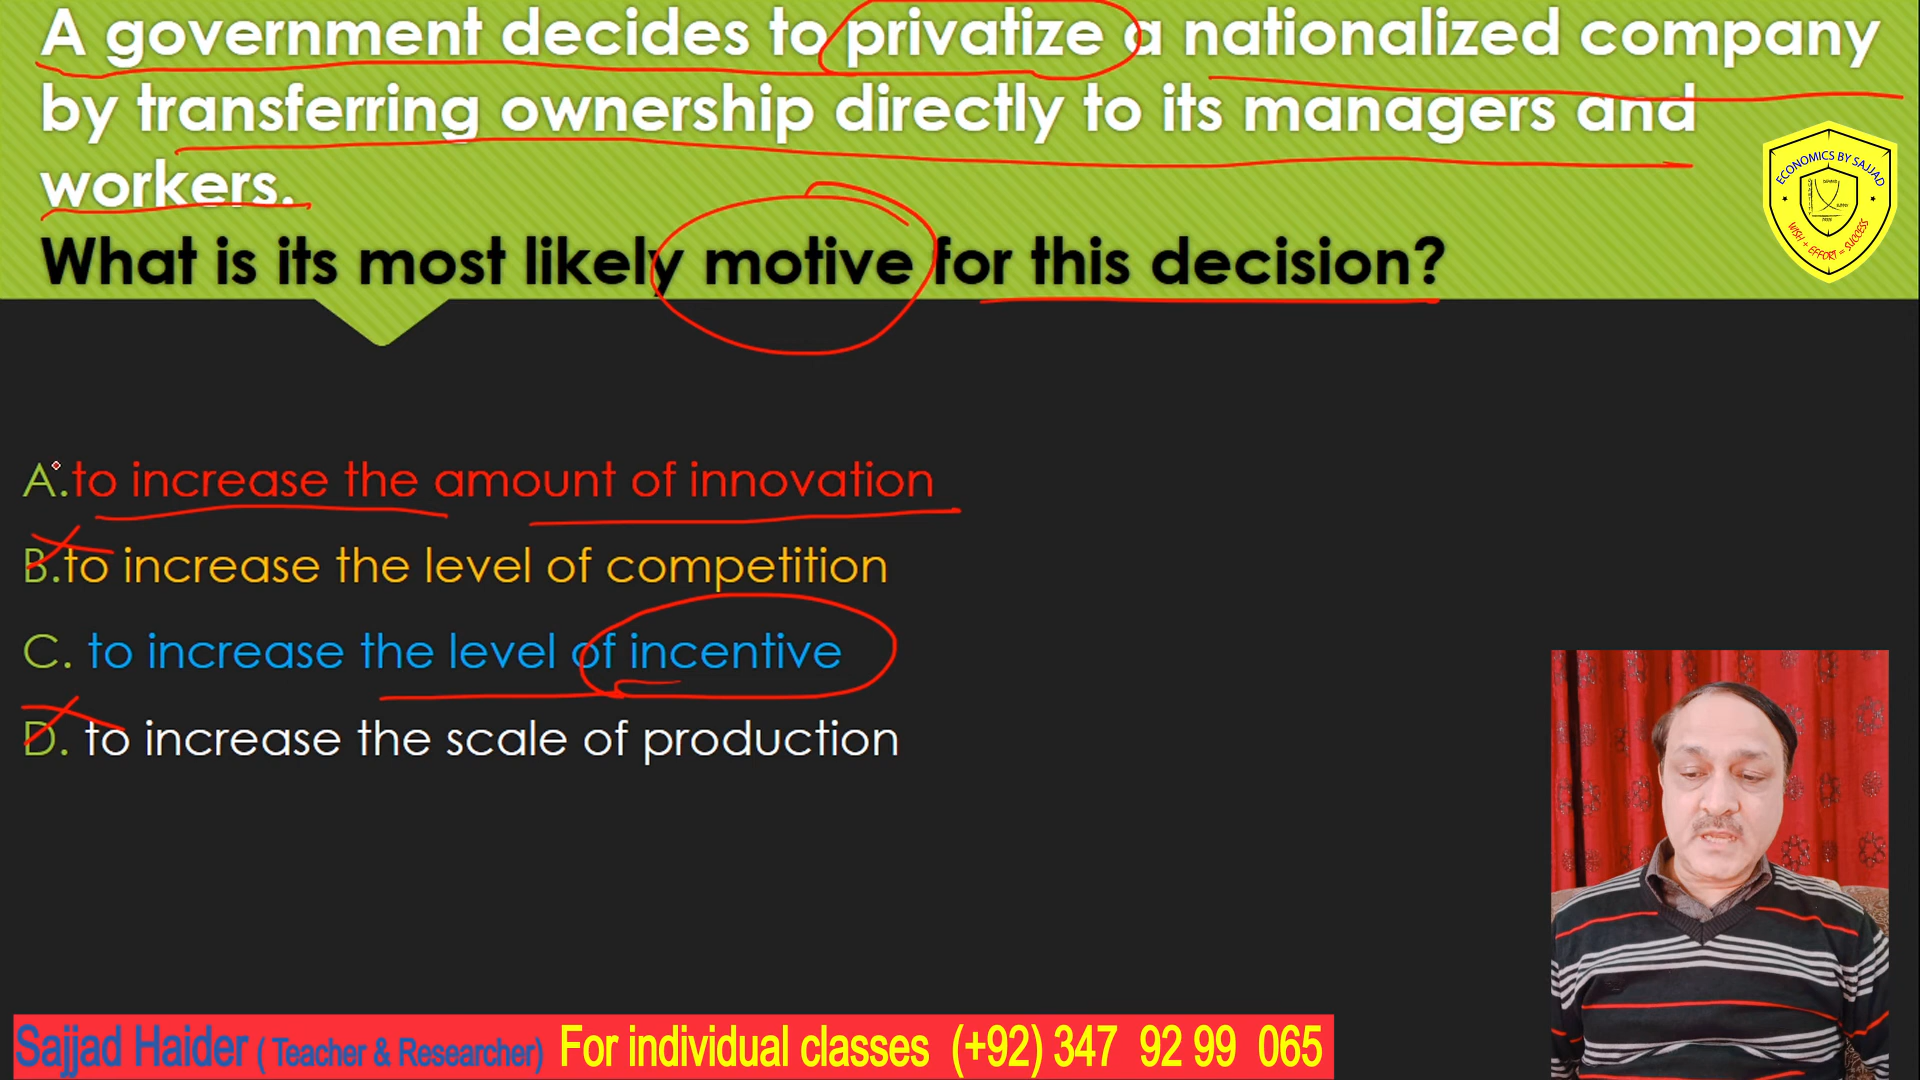 A government decides to privatize a nationalized company
by transferring ownership directly to its managers and
workers.
What is its most likely motive for this decision?
ECONOMICS BY SAJJAD
WISH + EFFORT = SUCCESS
A.to increase the amount of innovation
B.to increase the level of competition
C. to increase the level of incentive
D. to increase the scale of production
Sajjad Haider ( Teacher & Researcher) For individual classes (+92) 347 92 99 065